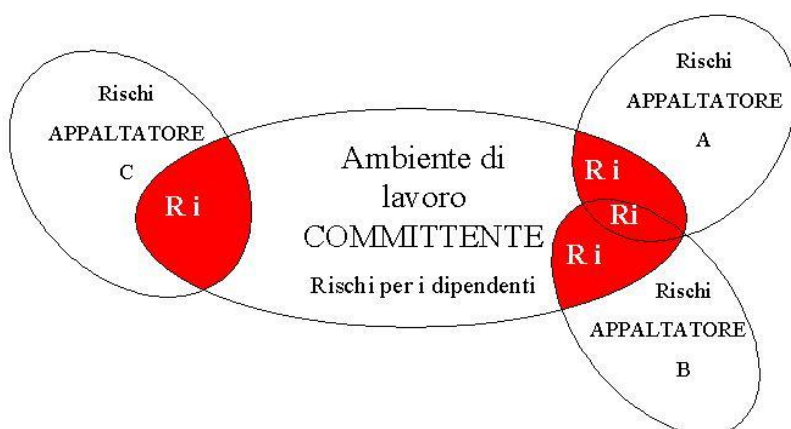 Rischi
APPALTATORE
C
R i
Ambiente di
lavoro
COMMITTENTE
Rischi per i dipendenti
Rischi
APPALTATORE
A
R i
Ri
R i
Rischi
APPALTATORE
B